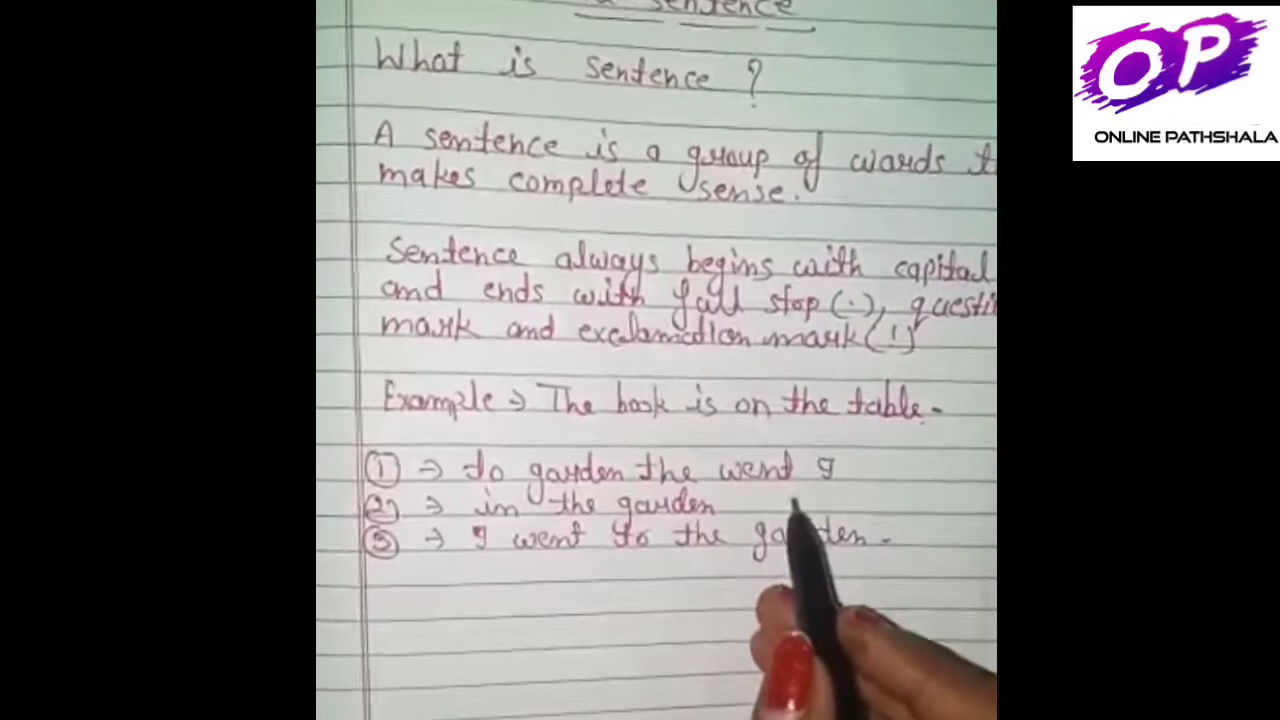 sentence
What is sentence ?
A sentence is a group of words
makes complete sense.
Sentence always begins with capital
and ends with full stop (.),
mark and exclamation mark (!)
Example → The book is on the table.
① → to garden the went I
② → in the garden
③ → I went to the garden.
OP
ONLINE PATHSHALA